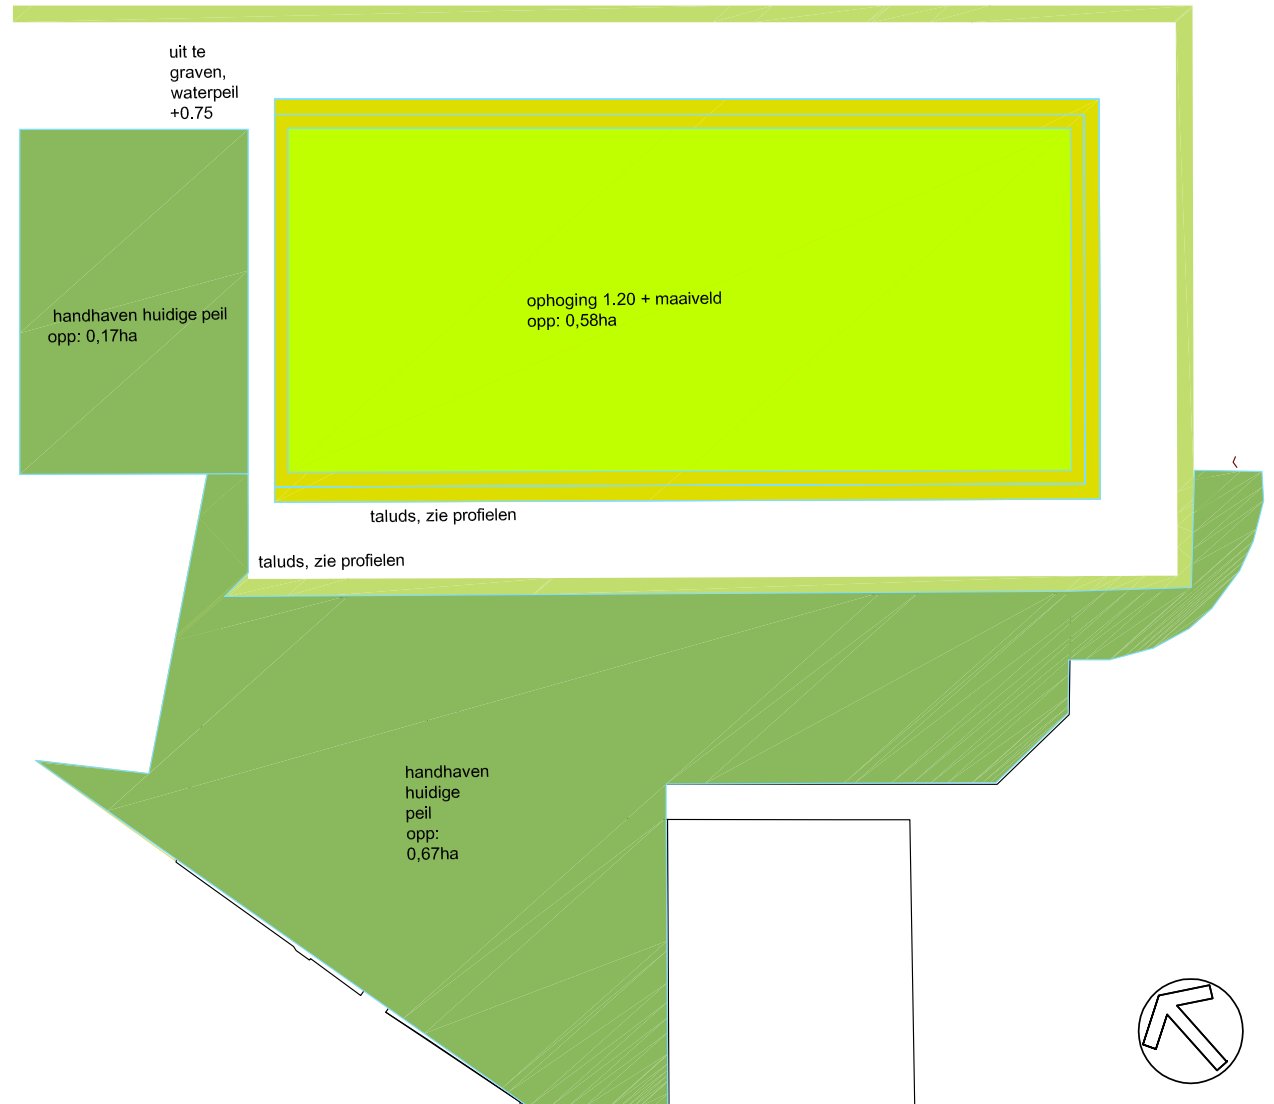 uit te
graven,
waterpeil
+0.75
handhaven huidige peil
opp: 0,17ha
ophoging 1.20 + maaiveld
opp: 0,58ha
taluds, zie profielen
taluds, zie profielen
handhaven
huidige
peil
opp:
0,67ha